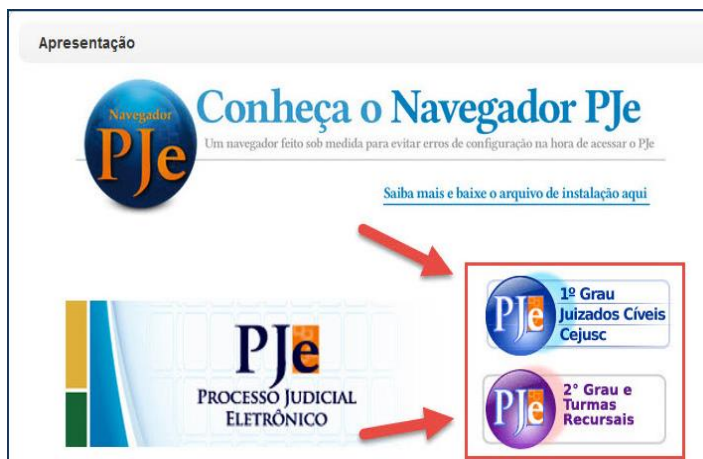 Apresentação
Navegador
PJe
Conheça o Navegador PJe
Um navegador feito sob medida para evitar erros de configuração na hora de acessar o PJe
Saiba mais e baixe o arquivo de instalação aqui
PJe
PROCESSO JUDICIAL
ELETRÔNICO
PJe
1º Grau
Juizados Cíveis
Cejusc
PJe
2° Grau e
Turmas
Recursais